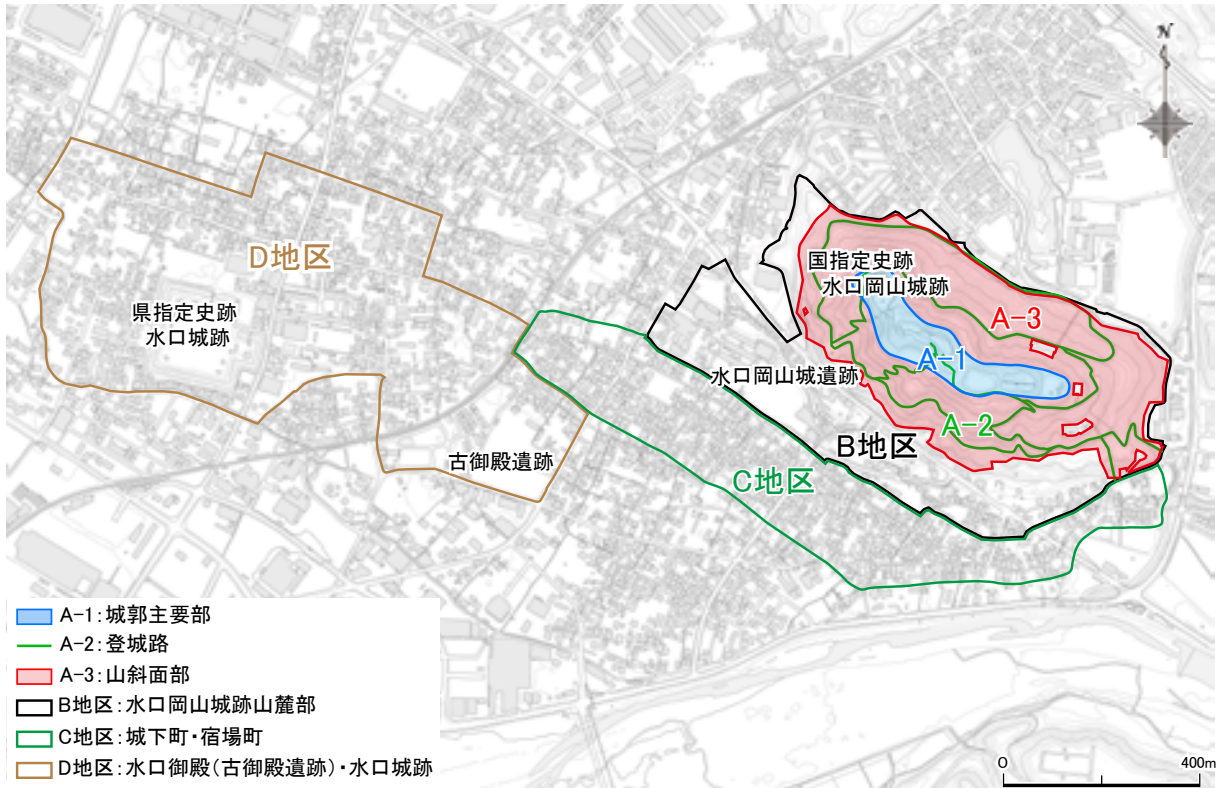 N
D地区
県指定史跡
水口城跡
古御殿遺跡
国指定史跡
水口岡山城跡
A-3
A-1
水口岡山城遺跡
A-2
B地区
C地区
A-1:城郭主要部
A-2:登城路
A-3:山斜面部
B地区:水口岡山城跡山麓部
C地区:城下町・宿場町
D地区:水口御殿(古御殿遺跡)・水口城跡
0 400m